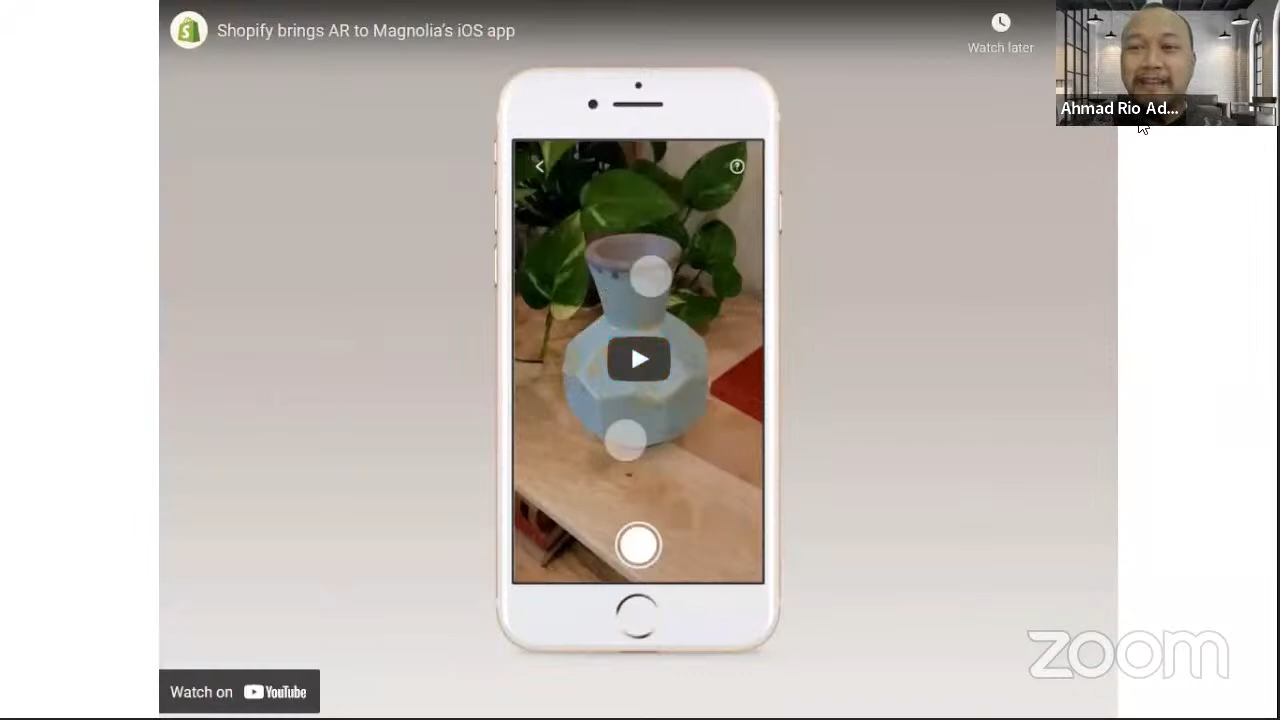 Shopify brings AR to Magnolia's iOS app
Watch later
Ahmad Rio Ad...
zoom
Watch on YouTube